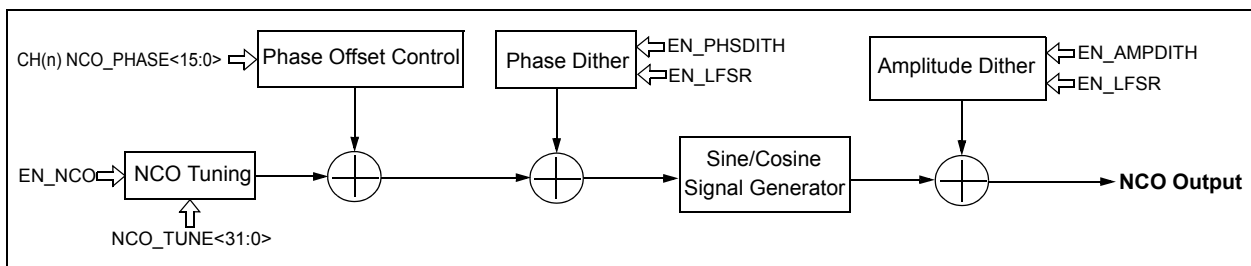 CH(n) NCO_PHASE<15:0>
Phase Offset Control
Phase Dither
EN_PHSDITH
EN_LFSR
Amplitude Dither
EN_AMPDITH
EN_LFSR
EN_NCO
NCO Tuning
NCO_TUNE<31:0>
Sine/Cosine
Signal Generator
NCO Output